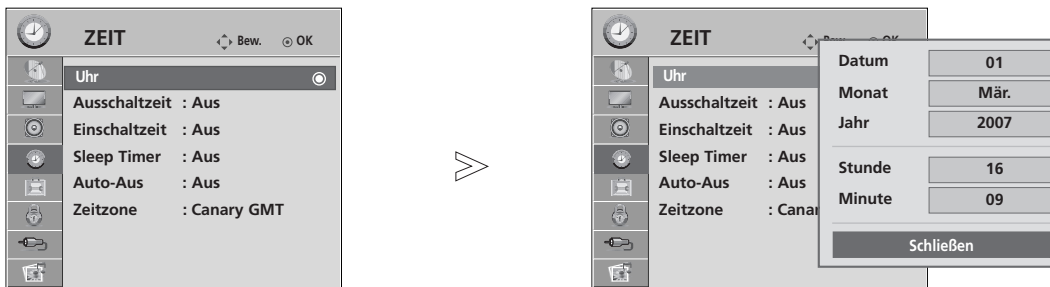 ZEIT Bew. OK
Uhr
Ausschaltzeit : Aus
Einschaltzeit : Aus
Sleep Timer : Aus
Auto-Aus : Aus
Zeitzone : Canary GMT
ZEIT
Uhr
Ausschaltzeit : Aus
Einschaltzeit : Aus
Sleep Timer : Aus
Auto-Aus : Aus
Zeitzone : Canar
Datum 01
Monat Mär.
Jahr 2007
Stunde 16
Minute 09
Schließen